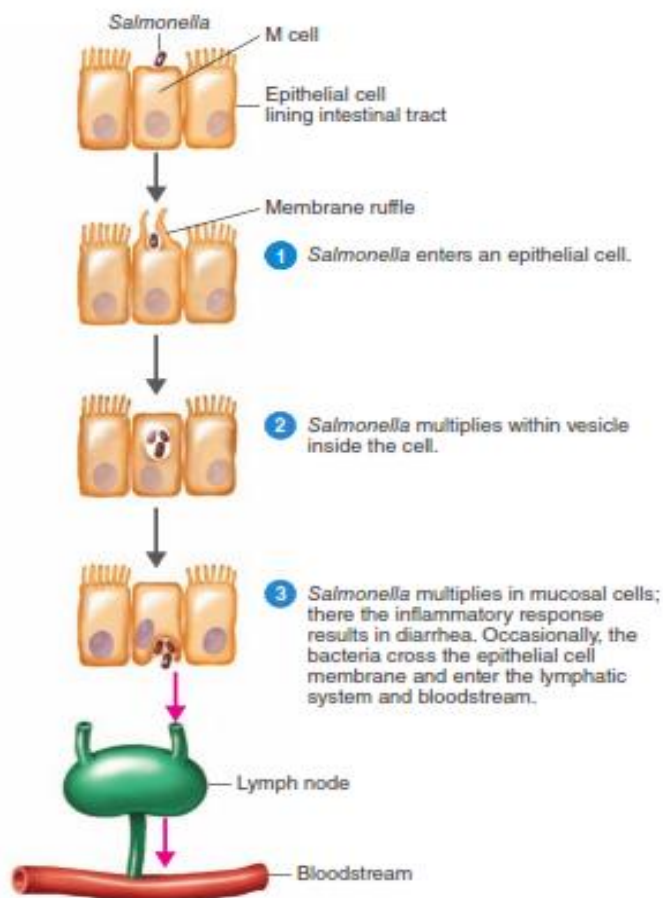 Salmonella
M cell
Epithelial cell
lining intestinal tract
Membrane ruffle
1 Salmonella enters an epithelial cell.
2 Salmonella multiplies within vesicle
inside the cell.
3 Salmonella multiplies in mucosal cells;
there the inflammatory response
results in diarrhea. Occasionally, the
bacteria cross the epithelial cell
membrane and enter the lymphatic
system and bloodstream.
Lymph node
Bloodstream